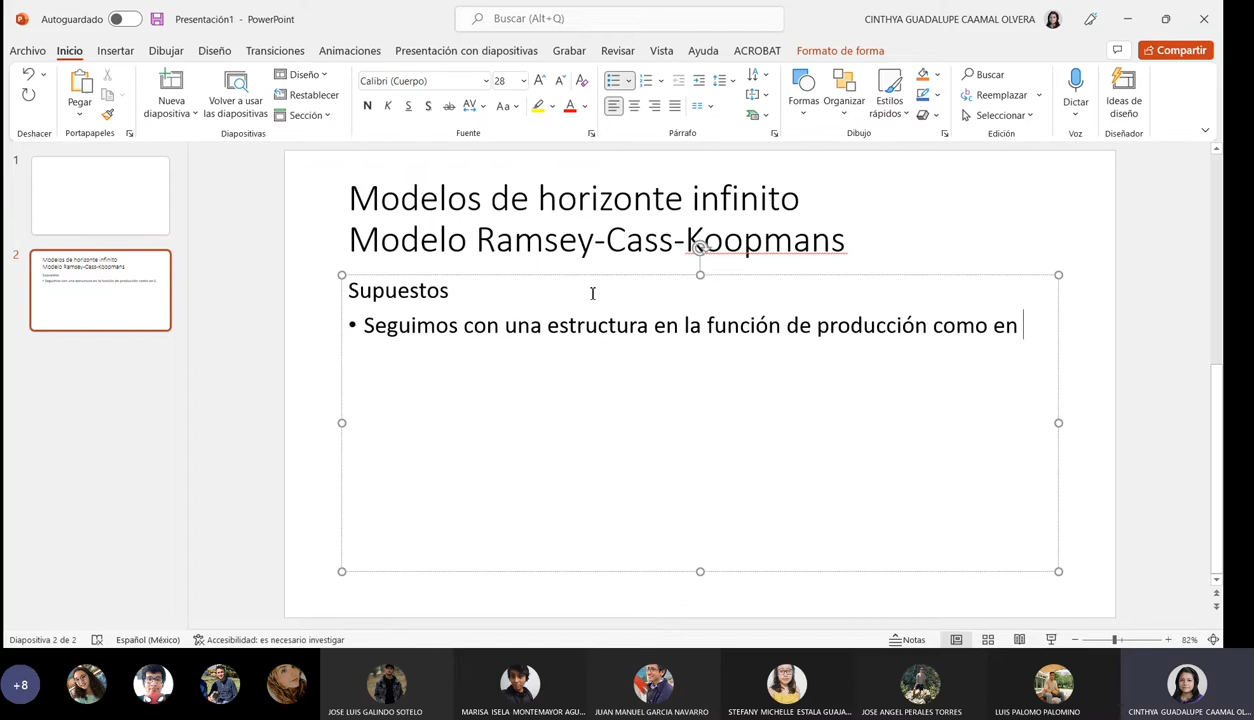 Autoguardado
Presentación1 - PowerPoint
Buscar (Alt+Q)
CINTHYA GUADALUPE CAAMAL OLVERA
Archivo Inicio Insertar Dibujar Diseño Transiciones Animaciones Presentación con diapositivas Grabar Revisar Vista Ayuda ACROBAT Formato de forma
Compartir
Deshacer
Pegar
Portapapeles
Nueva diapositiva
Volver a usar las diapositivas
Diseño
Restablecer
Sección
Diapositivas
Calibri (Cuerpo) 28
N K S S ab AV Aa A
Fuente
Párrafo
Formas
Organizar
Estilos rápidos
Dibujo
Buscar
Reemplazar
Seleccionar
Edición
Dictar
Voz
Ideas de diseño
Diseñador
1
2
Modelos de horizonte infinito
Modelo Ramsey-Cass-Koopmans
Supuestos
• Seguimos con una estructura en la función de producción como en
Diapositiva 2 de 2
Español (México)
Accesibilidad: es necesario investigar
Notas
82%
+8
JOSE LUIS GALINDO SOTELO
MARISA ISELA MONTEMAYOR AGU...
JUAN MANUEL GARCIA NAVARRO
STEFANY MICHELLE ESTALA GUAJA...
JOSE ANGEL PERALES TORRES
LUIS PALOMO PALOMINO
CINTHYA GUADALUPE CAAMAL OL...